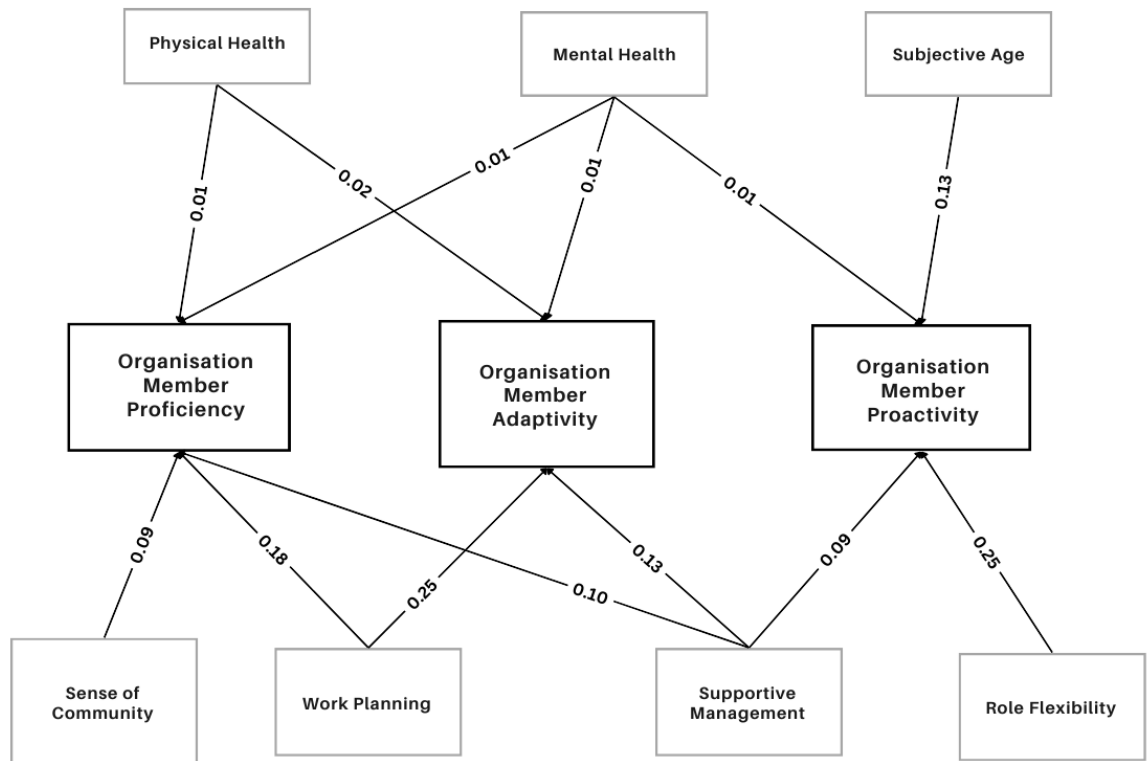 Physical Health
Mental Health
Subjective Age
0.01
0.02
0.01
0.01
0.01
0.13
Organisation
Member
Proficiency
Organisation
Member
Adaptivity
Organisation
Member
Proactivity
0.09
0.18
0.25
0.10
0.13
0.09
0.25
Sense of
Community
Work Planning
Supportive
Management
Role Flexibility